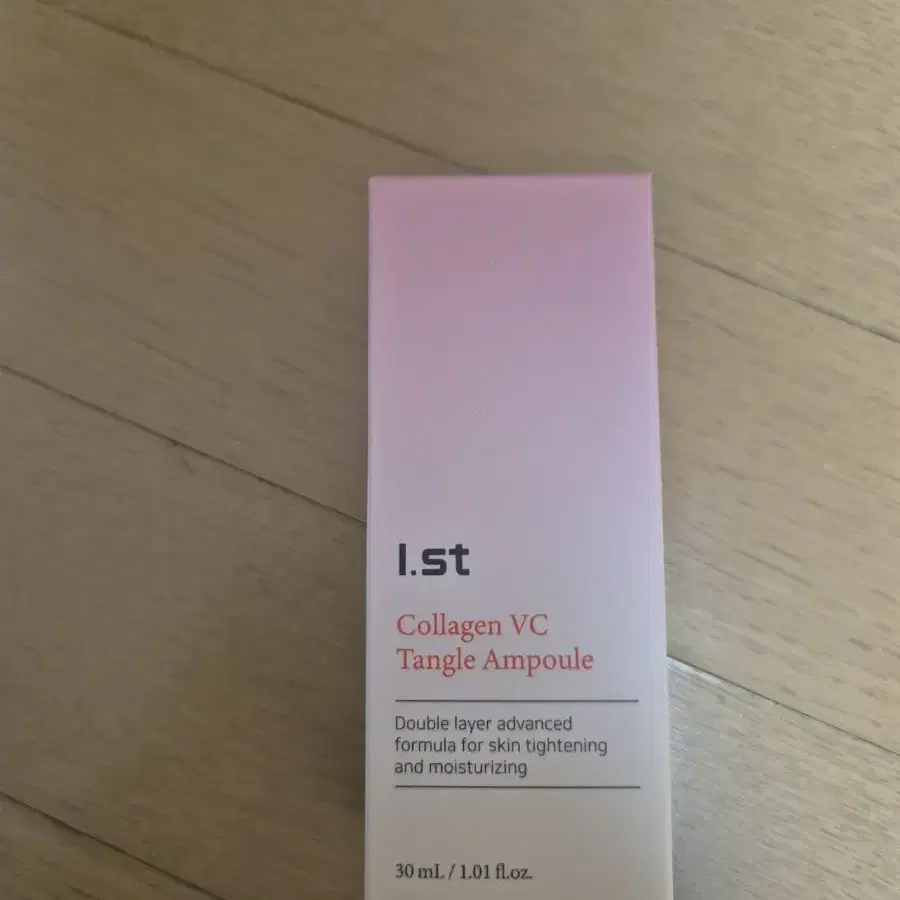 I.st
Collagen VC
Tangle Ampoule
Double layer advanced
formula for skin tightening
and moisturizing
30 mL / 1.01 fl.oz.